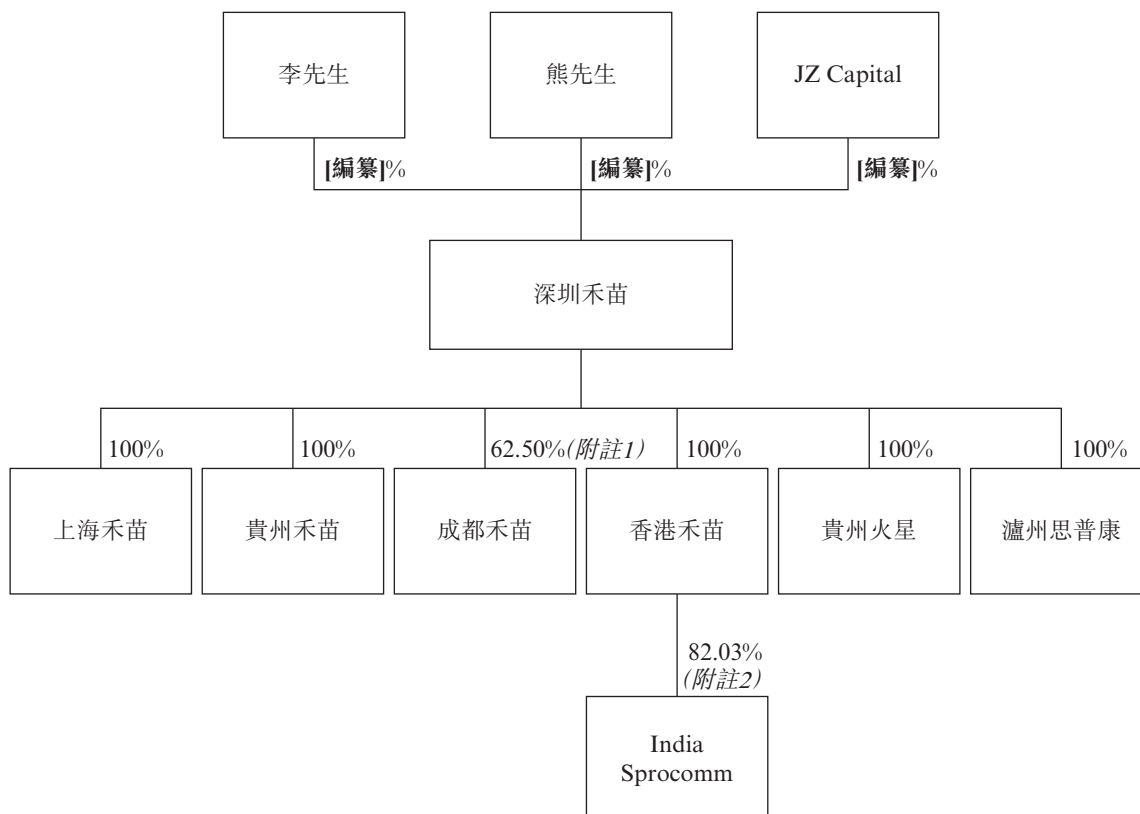 李先生
熊先生
JZ Capital
[編纂]%
[編纂]%
[編纂]%
深圳禾苗
100%
100%
62.50%(附註1)
100%
100%
100%
上海禾苗
貴州禾苗
成都禾苗
香港禾苗
貴州火星
瀘州思普康
82.03%
(附註2)
India
Sprocomm